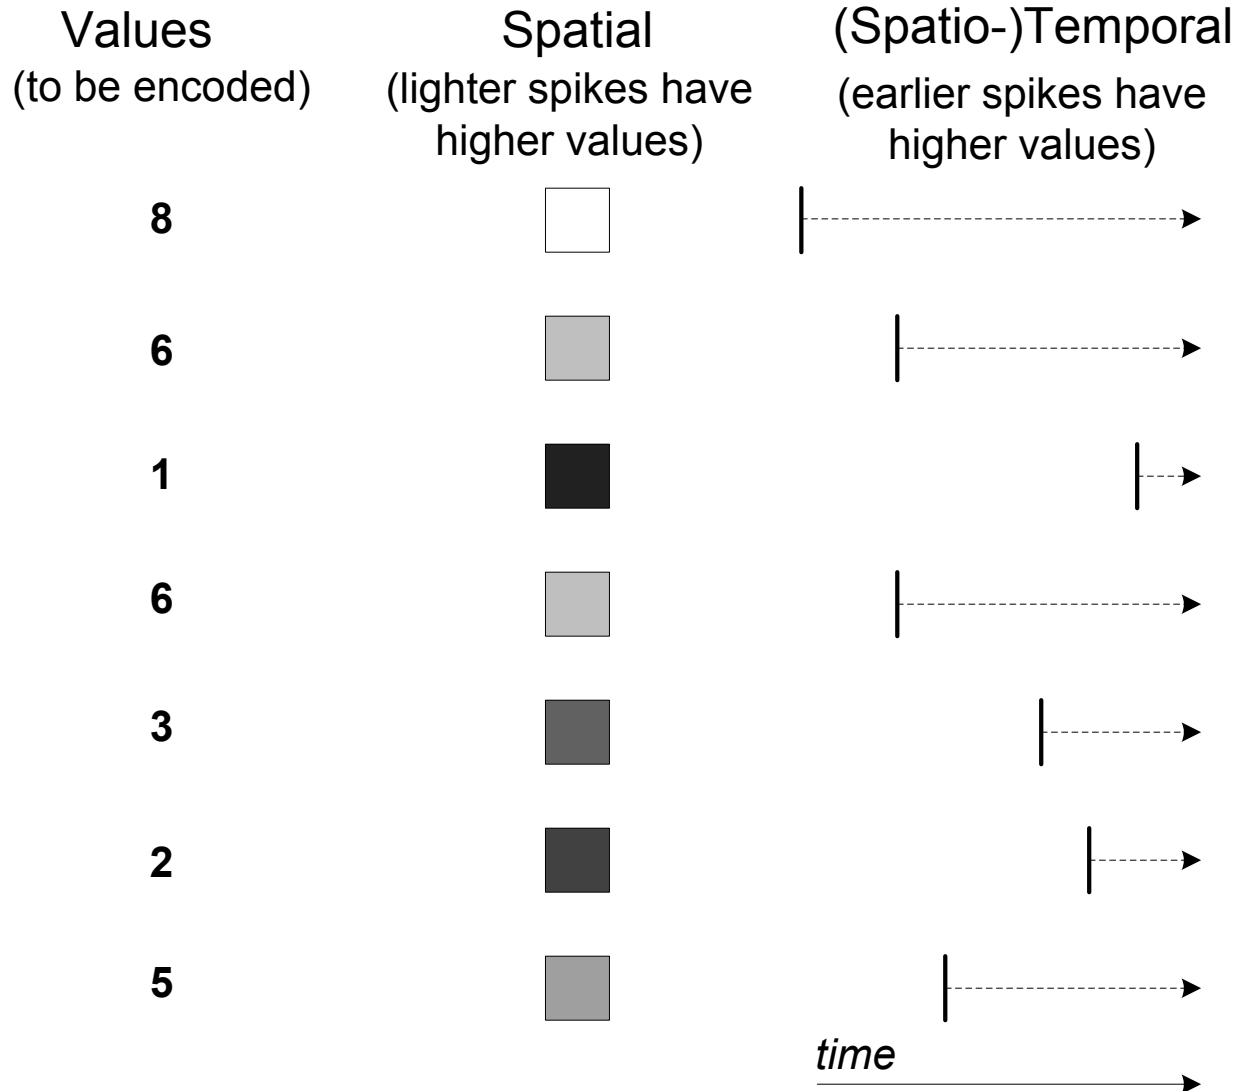 Values
(to be encoded)
Spatial
(lighter spikes have
higher values)
(Spatio-)Temporal
(earlier spikes have
higher values)
8
6
1
6
3
2
5
time